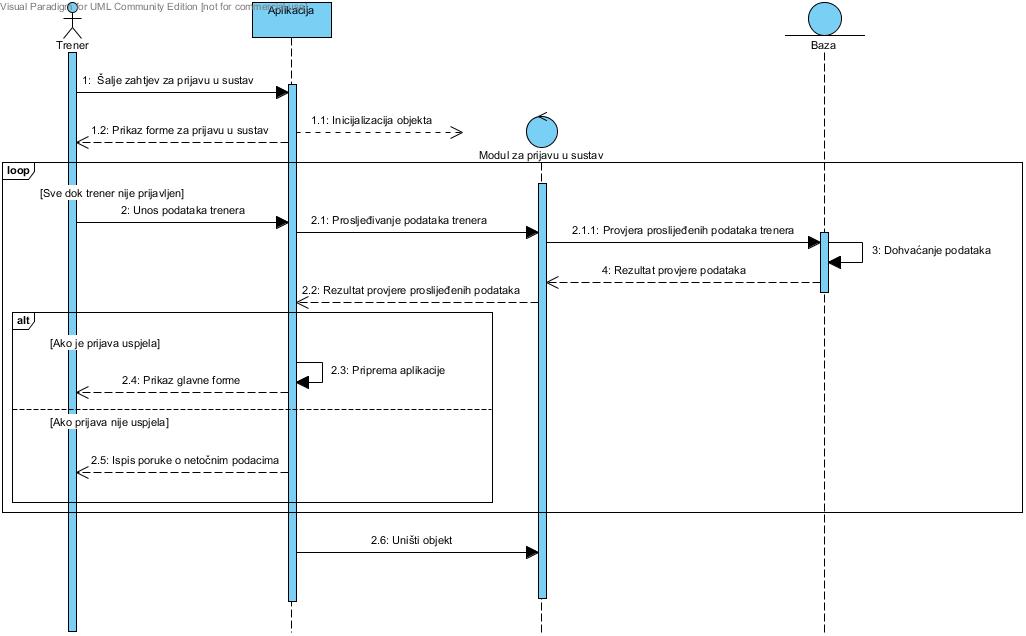 Visual Paradigm for UML Community Edition [not for commercial use]
Aplikacija
Trener
Baza
1: Šalje zahtjev za prijavu u sustav
1.1: Inicijalizacija objekta
1.2: Prikaz forme za prijavu u sustav
Modul za prijavu u sustav
loop
[Sve dok trener nije prijavljen]
2: Unos podataka trenera
2.1: Prosljeđivanje podataka trenera
2.1.1: Provjera proslijeđenih podataka trenera
3: Dohvaćanje podataka
4: Rezultat provjere podataka
2.2: Rezultat provjere proslijeđenih podataka
alt
[Ako je prijava uspjela]
2.3: Priprema aplikacije
2.4: Prikaz glavne forme
[Ako prijava nije uspjela]
2.5: Ispis poruke o netočnim podacima
2.6: Uništi objekt